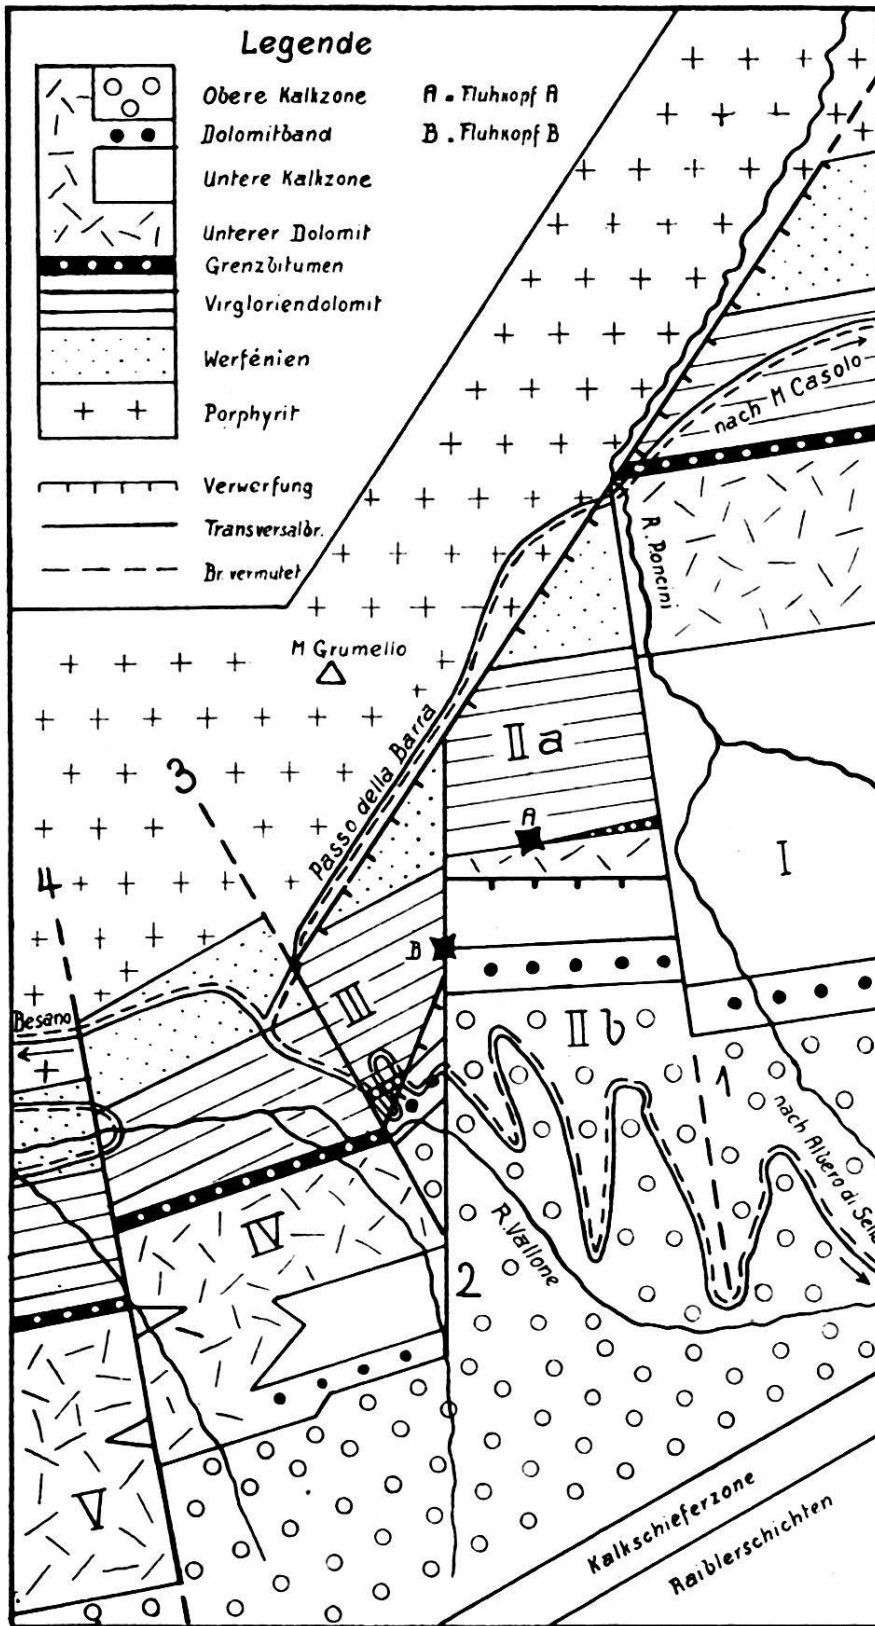 Legende
Obere Kalkzone
Dolomitband
Untere Kalkzone
Unterer Dolomit
Grenzbitumen
Virgloriendolomit
Werfénien
Porphyrit
Verwerfung
Transversalbr.
Br. vermutet
A . Fluhkopf A
B . Fluhkopf B
nach M Casolo
R. Poncini
M Grumello
Passo della Barra
IIa
A
3
4
I
B
III
Besano
IIb
1
nach Albero di Sella
R. Vallone
IV
2
V
Kalkschieferzone
Raiblerschichten